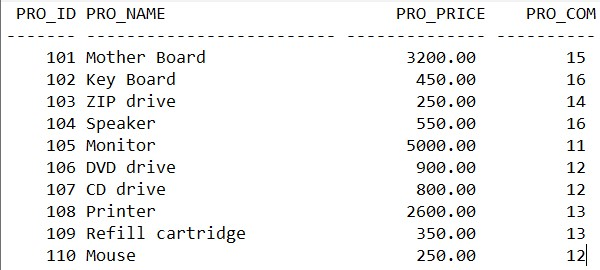 PRO_ID PRO_NAME                       PRO_PRICE    PRO_COM
------- ------------------------- -------------- ----------
    101 Mother Board                    3200.00         15
    102 Key Board                        450.00         16
    103 ZIP drive                        250.00         14
    104 Speaker                          550.00         16
    105 Monitor                         5000.00         11
    106 DVD drive                        900.00         12
    107 CD drive                         800.00         12
    108 Printer                         2600.00         13
    109 Refill cartridge                 350.00         13
    110 Mouse                            250.00         12